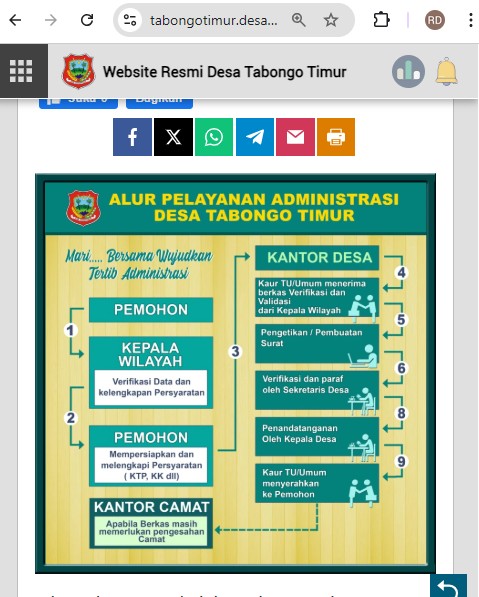 tabongotimur.desa...
RD
Website Resmi Desa Tabongo Timur
Suka 0
Bagikan
ALUR PELAYANAN ADMINISTRASI
DESA TABONGO TIMUR
Mari..... Bersama Wujudkan
Tertib Administrasi
PEMOHON
1
KEPALA
WILAYAH
Verifikasi Data dan
kelengkapan Persyaratan
2
PEMOHON
Mempersiapkan dan
melengkapi Persyaratan
( KTP, KK dll)
3
KANTOR DESA
4
Kaur TU/Umum menerima
berkas Verifikasi dan
Validasi
dari Kepala Wilayah
5
Pengetikan / Pembuatan
Surat
6
Verifikasi dan paraf
oleh Sekretaris Desa
8
Penandatanganan
Oleh Kepala Desa
9
Kaur TU/Umum
menyerahkan
ke Pemohon
KANTOR CAMAT
Apabila Berkas masih
memerlukan pengesahan
Camat